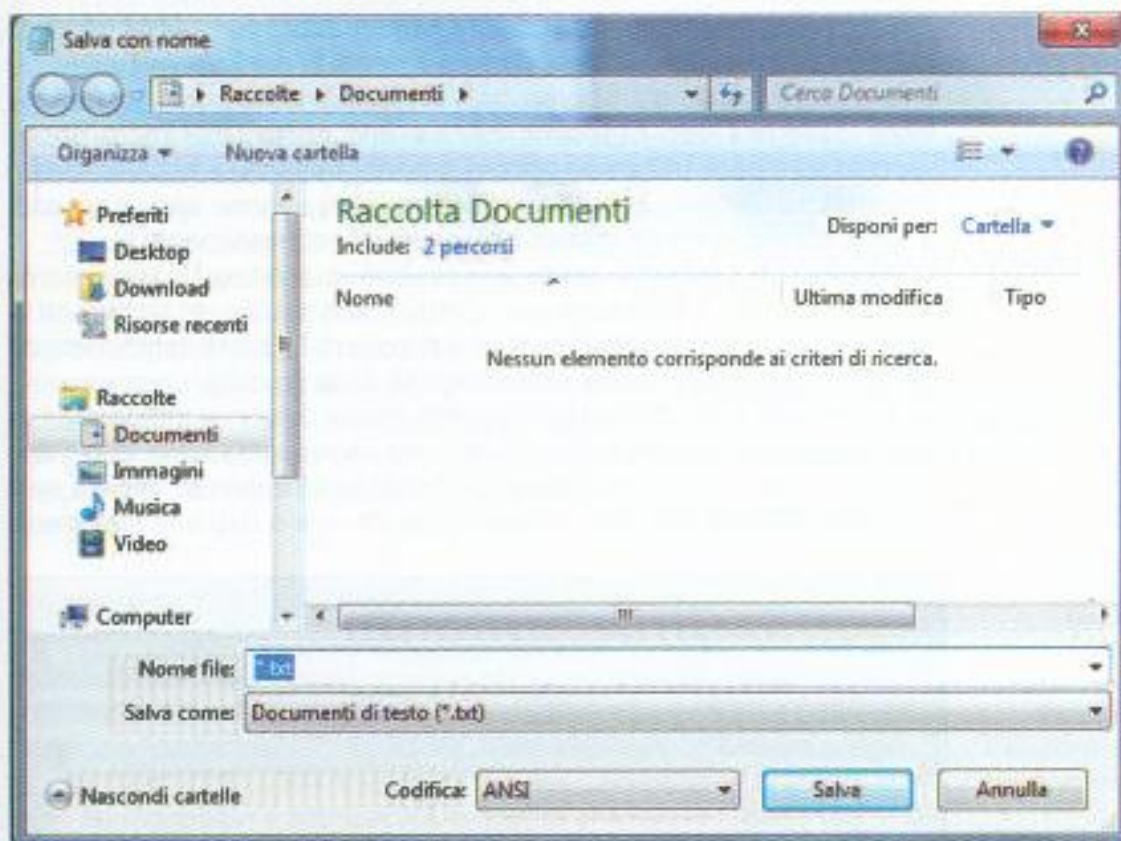 Salva con nome
Raccolte Documenti
Cerca Documenti
Organizza Nuova cartella
Preferiti
Desktop
Download
Risorse recenti
Raccolte
Documenti
Immagini
Musica
Video
Computer
Raccolta Documenti
Include: 2 percorsi
Disponi per: Cartella
Nome Ultima modifica Tipo
Nessun elemento corrisponde ai criteri di ricerca.
Nome file: *.txt
Salva come: Documenti di testo (*.txt)
Nascondi cartelle
Codifica: ANSI
Salva
Annulla